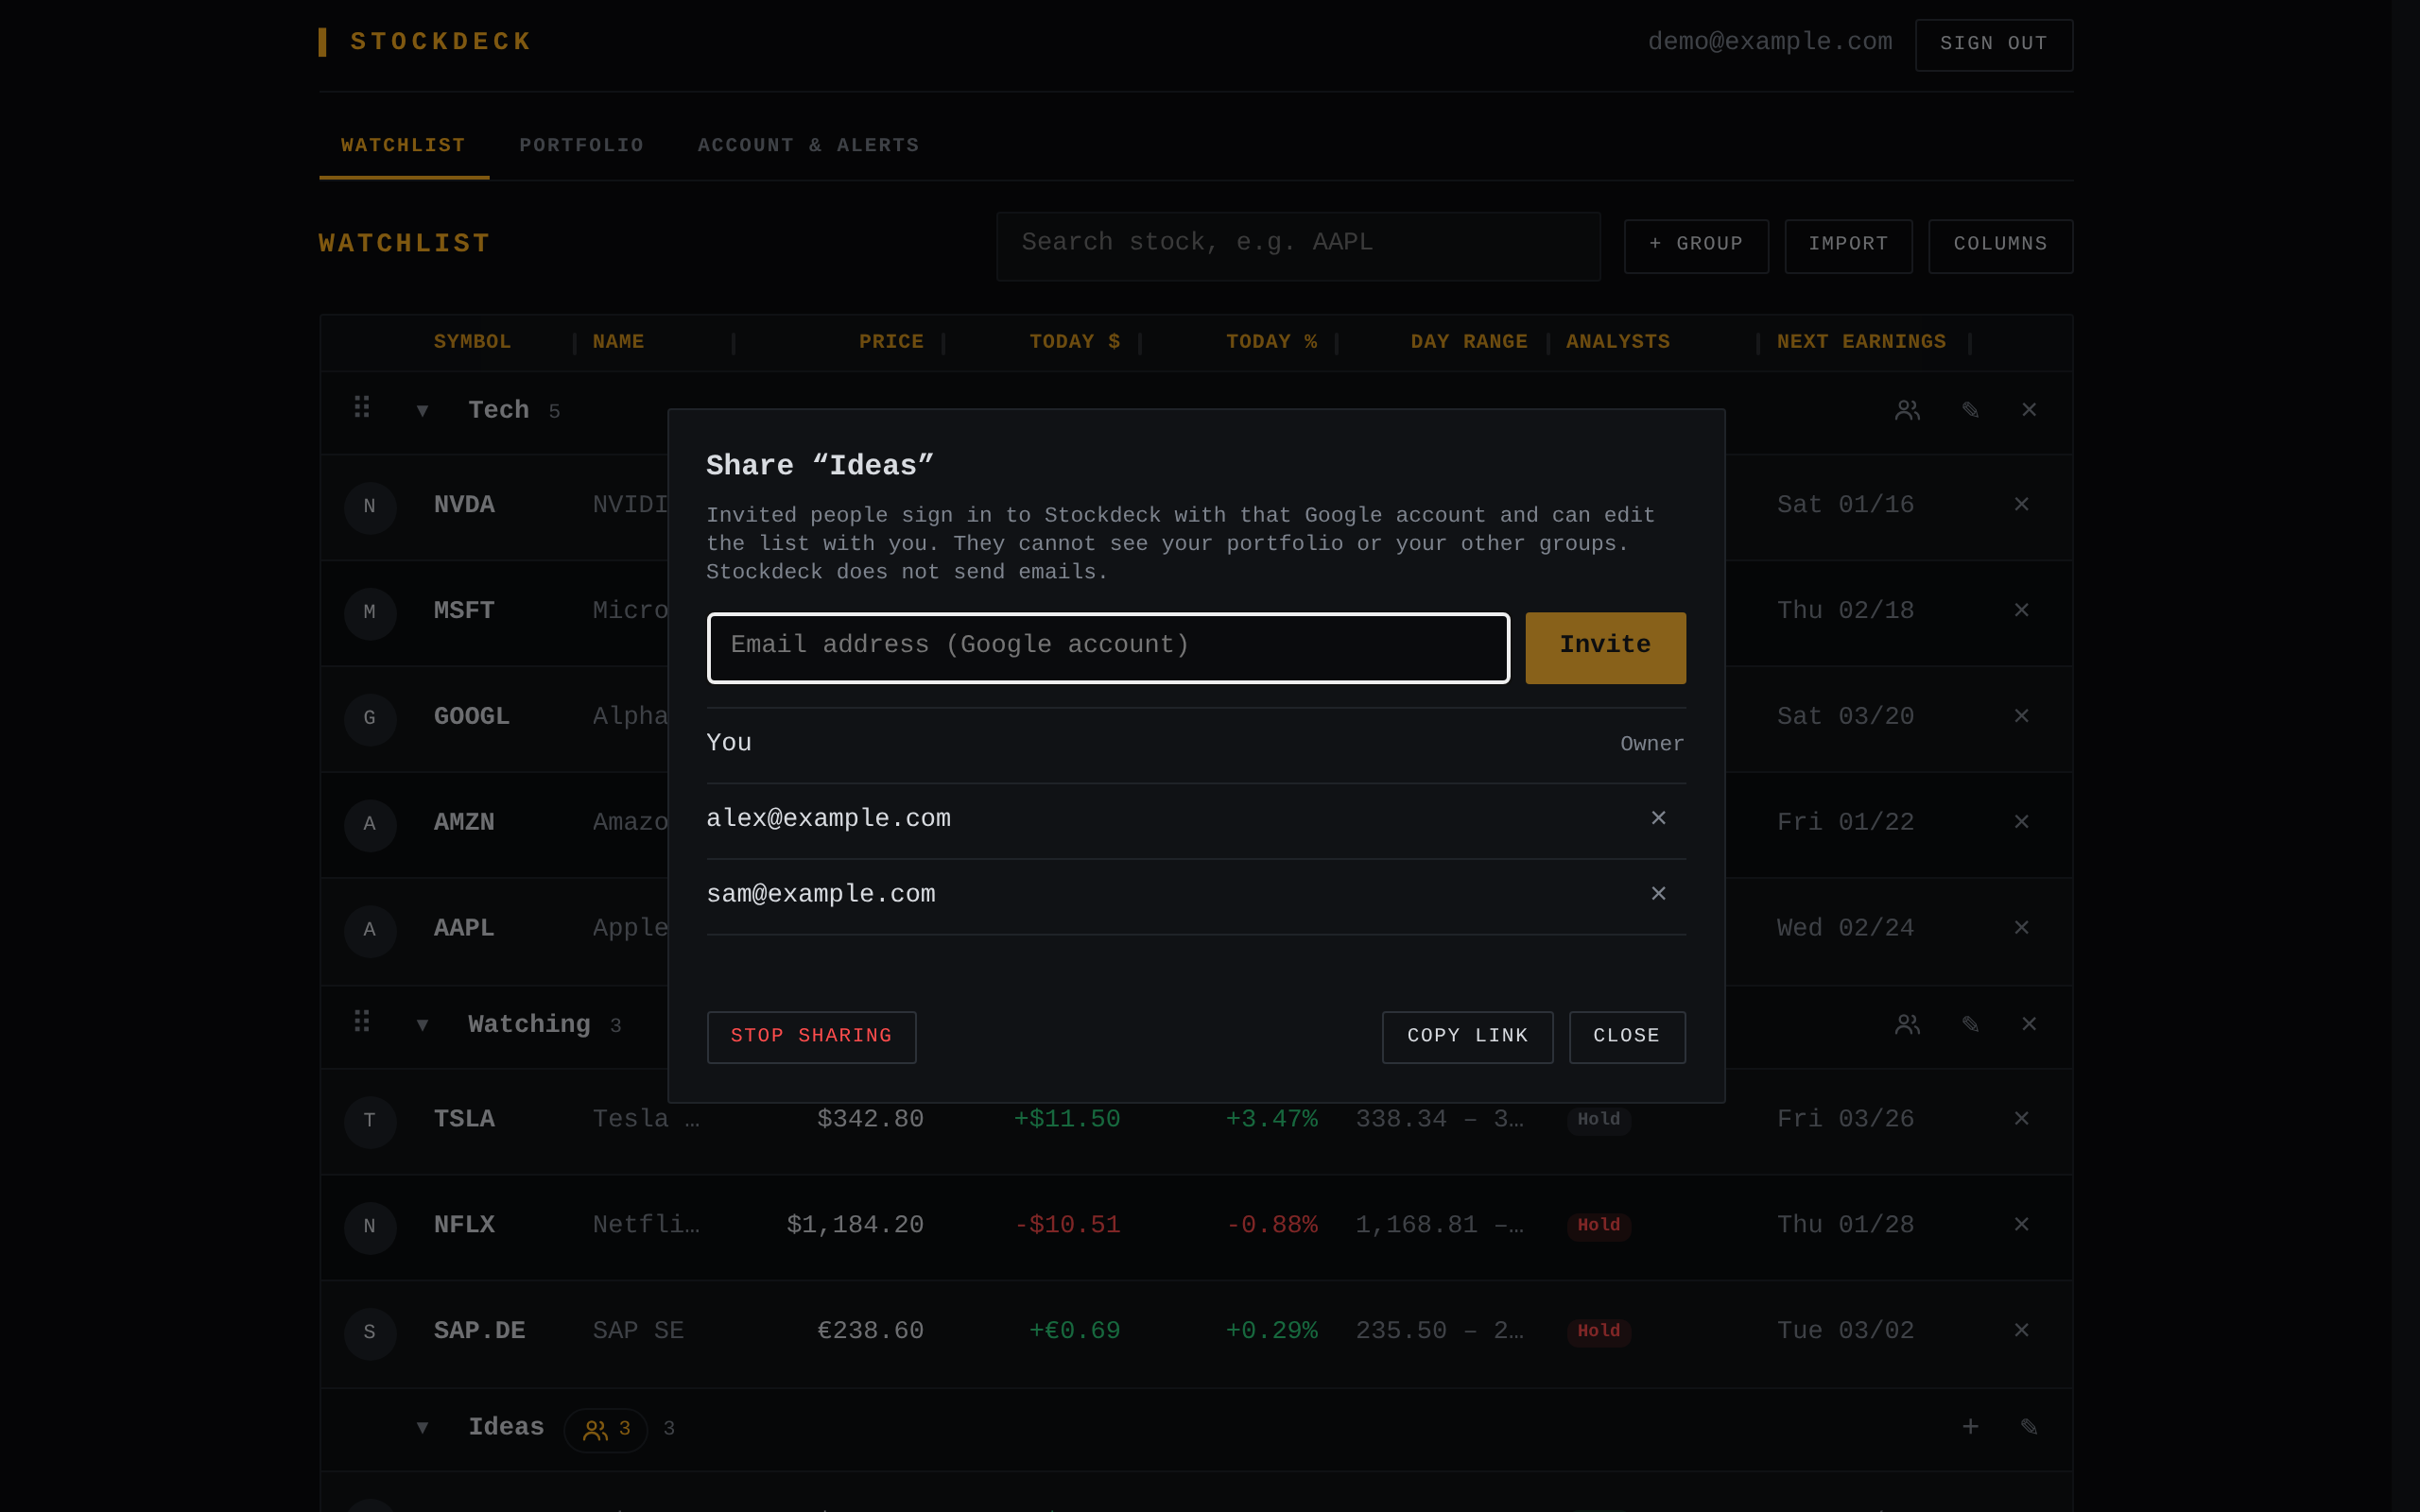 STOCKDECK
demo@example.com SIGN OUT
WATCHLIST PORTFOLIO ACCOUNT & ALERTS
WATCHLIST
Search stock, e.g. AAPL
+ GROUP IMPORT COLUMNS
SYMBOL NAME PRICE TODAY $ TODAY % DAY RANGE ANALYSTS NEXT EARNINGS
Tech 5
N NVDA NVIDI Sat 01/16
M MSFT Micro Thu 02/18
G GOOGL Alpha Sat 03/20
A AMZN Amazo Fri 01/22
A AAPL Apple Wed 02/24
Share “Ideas”
Invited people sign in to Stockdeck with that Google account and can edit
the list with you. They cannot see your portfolio or your other groups.
Stockdeck does not send emails.
Email address (Google account) Invite
You Owner
alex@example.com ×
sam@example.com ×
STOP SHARING COPY LINK CLOSE
Watching 3
T TSLA Tesla … $342.80 +$11.50 +3.47% 338.34 – 3… Hold Fri 03/26
N NFLX Netfli… $1,184.20 -$10.51 -0.88% 1,168.81 –… Hold Thu 01/28
S SAP.DE SAP SE €238.60 +€0.69 +0.29% 235.50 – 2… Hold Tue 03/02
Ideas 3 3